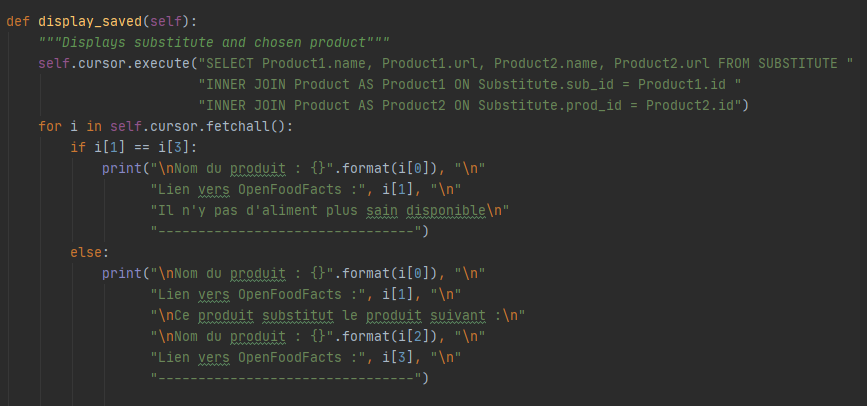 def display_saved(self):
    """Displays substitute and chosen product"""
    self.cursor.execute("SELECT Product1.name, Product1.url, Product2.name, Product2.url FROM SUBSTITUTE "
                        "INNER JOIN Product AS Product1 ON Substitute.sub_id = Product1.id "
                        "INNER JOIN Product AS Product2 ON Substitute.prod_id = Product2.id")
    for i in self.cursor.fetchall():
        if i[1] == i[3]:
            print("\nNom du produit : {}".format(i[0]), "\n"
                  "Lien vers OpenFoodFacts :", i[1], "\n"
                  "Il n'y pas d'aliment plus sain disponible\n"
                  "--------------------------------")
        else:
            print("\nNom du produit : {}".format(i[0]), "\n"
                  "Lien vers OpenFoodFacts :", i[1], "\n"
                  "\nCe produit substitut le produit suivant :\n"
                  "\nNom du produit : {}".format(i[2]), "\n"
                  "Lien vers OpenFoodFacts :", i[3], "\n"
                  "--------------------------------")